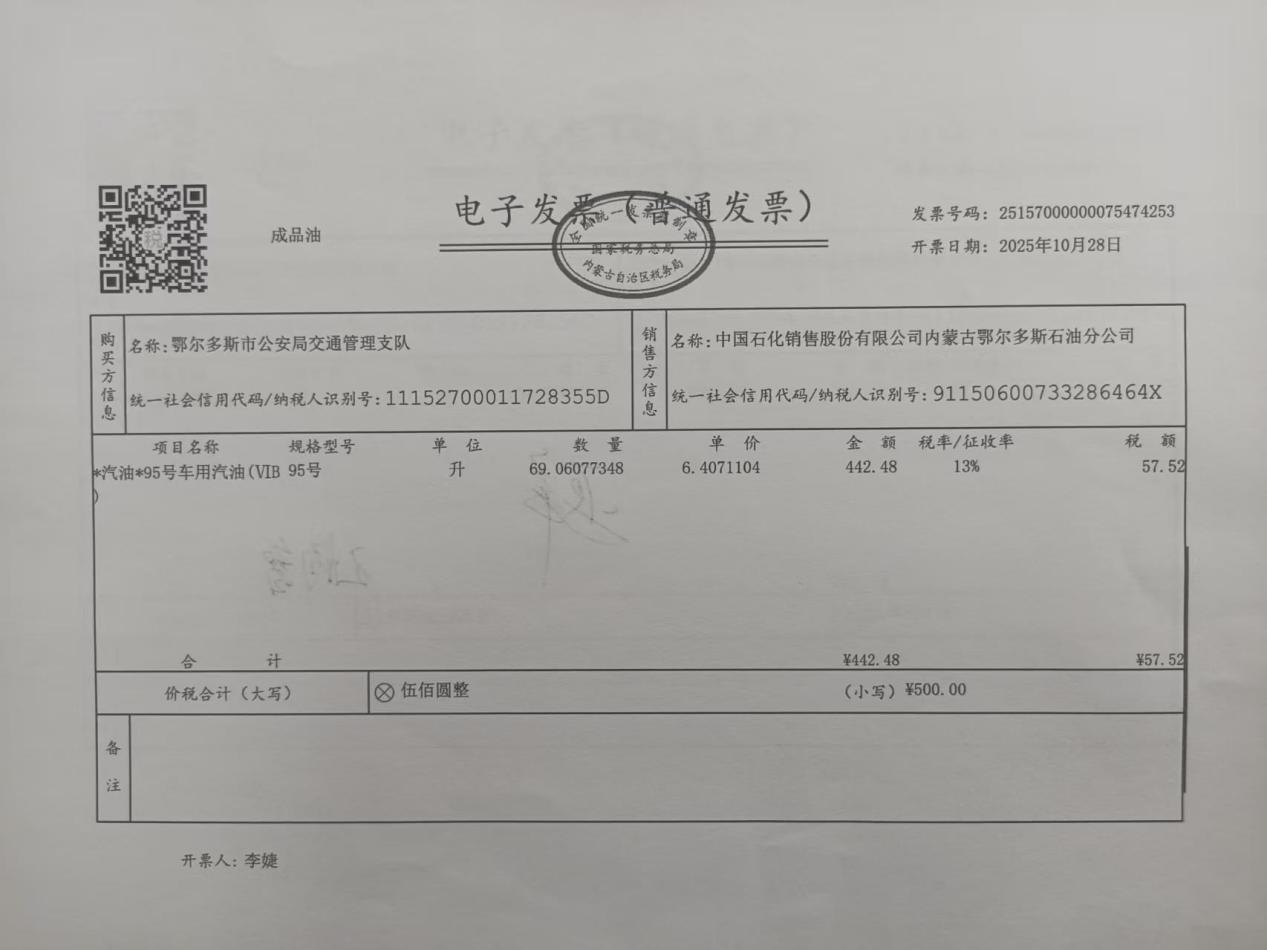 电子发票（普通发票）
全国统一发票监制章
国家税务总局
内蒙古自治区税务局
税
成品油
发票号码：25157000000075474253
开票日期：2025年10月28日
购买方信息
名称：鄂尔多斯市公安局交通管理支队
统一社会信用代码/纳税人识别号：11152700011728355D
销售方信息
名称：中国石化销售股份有限公司内蒙古鄂尔多斯石油分公司
统一社会信用代码/纳税人识别号：91150600733286464X
项目名称 规格型号 单 位 数 量 单 价 金 额 税率/征收率 税 额
*汽油*95号车用汽油(VIB 95号 升 69.06077348 6.4071104 442.48 13% 57.52
)
合 计 ¥442.48 ¥57.52
价税合计（大写） ⊗伍佰圆整 （小写）¥500.00
备注
开票人：李婕